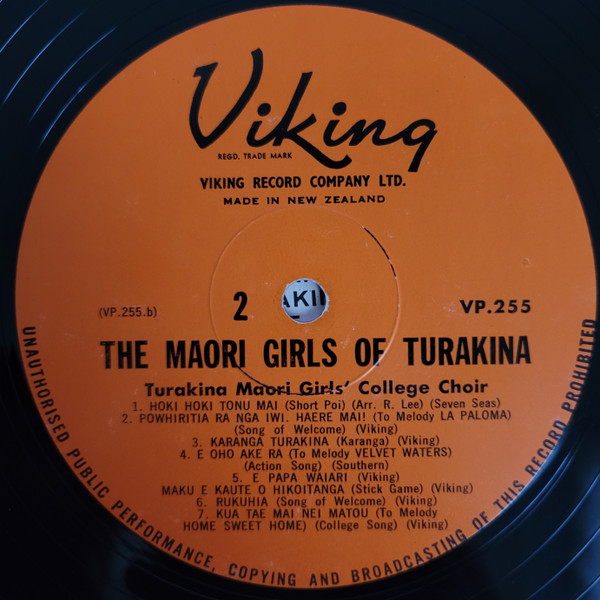 Viking
REGD. TRADE MARK
VIKING RECORD COMPANY LTD.
MADE IN NEW ZEALAND
AKI
(VP.255.b)
2
VP.255
THE MAORI GIRLS OF TURAKINA
Turakina Maori Girls' College Choir
1. HOKI HOKI TONU MAI (Short Poi) (Arr. R. Lee) (Seven Seas)
2. POWHIRITIA RA NGA IWI. HAERE MAI! (To Melody LA PALOMA)
(Song of Welcome) (Viking)
3. KARANGA TURAKINA (Karanga) (Viking)
4. E OHO AKE RA (To Melody VELVET WATERS)
(Action Song) (Southern)
5. E PAPA WAIARI (Viking)
MAKU E KAUTE O HIKOITANGA (Stick Game) (Viking)
6. RUKUHIA (Song of Welcome) (Viking)
7. KUA TAE MAI NEI MATOU (To Melody
HOME SWEET HOME) (College Song) (Viking)
UNAUTHORISED PUBLIC PERFORMANCE, COPYING AND BROADCASTING OF THIS RECORD PROHIBITED